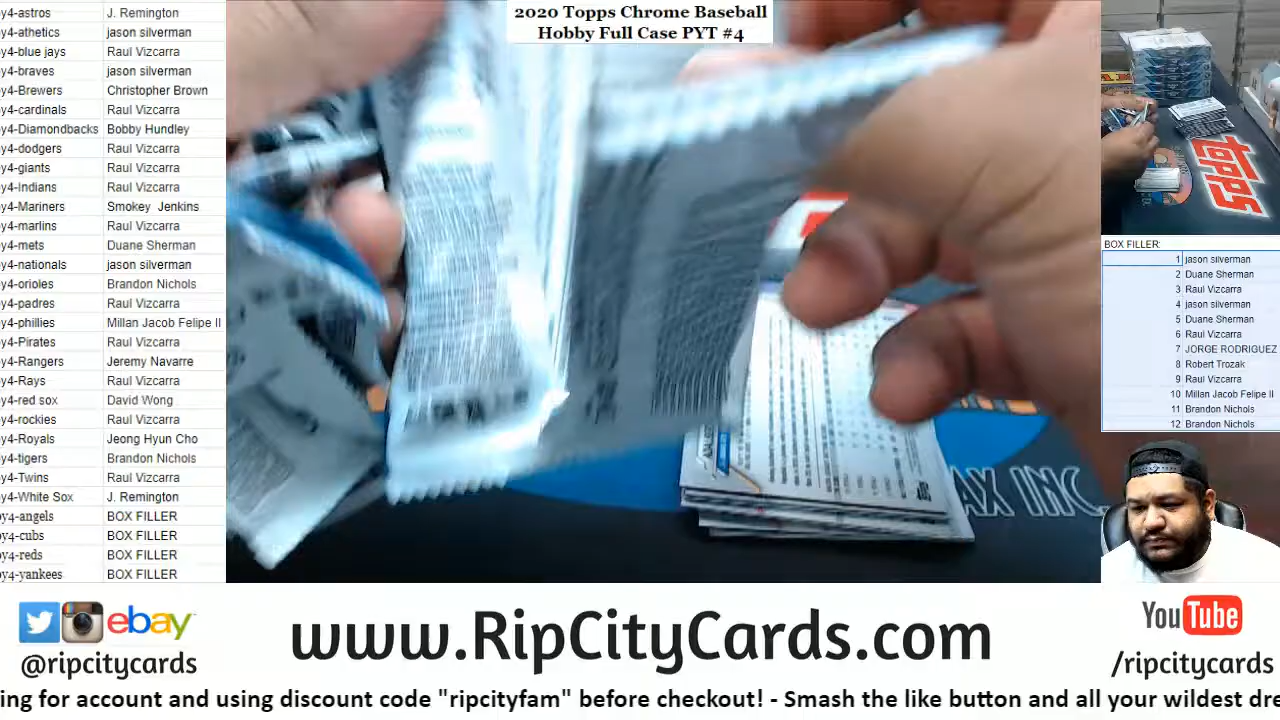 2020 Topps Chrome Baseball
Hobby Full Case PYT #4
y4-astros J. Remington
y4-athetics jason silverman
y4-blue jays Raul Vizcarra
y4-braves jason silverman
y4-Brewers Christopher Brown
y4-cardinals Raul Vizcarra
y4-Diamondbacks Bobby Hundley
y4-dodgers Raul Vizcarra
y4-giants Raul Vizcarra
y4-Indians Raul Vizcarra
y4-Mariners Smokey Jenkins
y4-marlins Raul Vizcarra
y4-mets Duane Sherman
y4-nationals jason silverman
y4-orioles Brandon Nichols
y4-padres Raul Vizcarra
y4-phillies Millan Jacob Felipe II
y4-Pirates Raul Vizcarra
y4-Rangers Jeremy Navarre
y4-Rays Raul Vizcarra
y4-red sox David Wong
y4-rockies Raul Vizcarra
y4-Royals Jeong Hyun Cho
y4-tigers Brandon Nichols
y4-Twins Raul Vizcarra
y4-White Sox J. Remington
y4-angels BOX FILLER
y4-cubs BOX FILLER
y4-reds BOX FILLER
y4-yankees BOX FILLER
topps
AX INC.
BOX FILLER:
1 jason silverman
2 Duane Sherman
3 Raul Vizcarra
4 jason silverman
5 Duane Sherman
6 Raul Vizcarra
7 JORGE RODRIGUEZ
8 Robert Trozak
9 Raul Vizcarra
10 Millan Jacob Felipe II
11 Brandon Nichols
12 Brandon Nichols
ebay
@ripcitycards
www.RipCityCards.com
YouTube
/ripcitycards
ing for account and using discount code "ripcityfam" before checkout! - Smash the like button and all your wildest dre